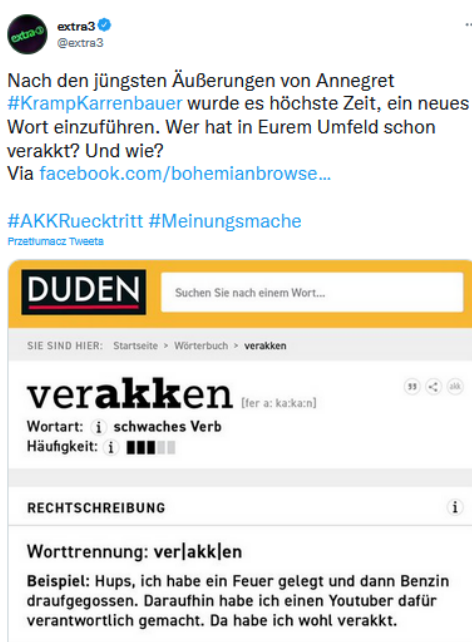 extra3
extra3
@extra3
Nach den jüngsten Äußerungen von Annegret
#KrampKarrenbauer wurde es höchste Zeit, ein neues
Wort einzuführen. Wer hat in Eurem Umfeld schon
verakkt? Und wie?
Via facebook.com/bohemianbrowse...
#AKKRuecktritt #Meinungsmache
Przetłumacz Tweeta
DUDEN
Suchen Sie nach einem Wort...
SIE SIND HIER: Startseite > Wörterbuch > verakken
verakken [fer a: ka:ka:n]
Wortart: i schwaches Verb
Häufigkeit: i
RECHTSCHREIBUNG i
Worttrennung: ver|akk|en
Beispiel: Hups, ich habe ein Feuer gelegt und dann Benzin
draufgegossen. Daraufhin habe ich einen Youtuber dafür
verantwortlich gemacht. Da habe ich wohl verakkt.